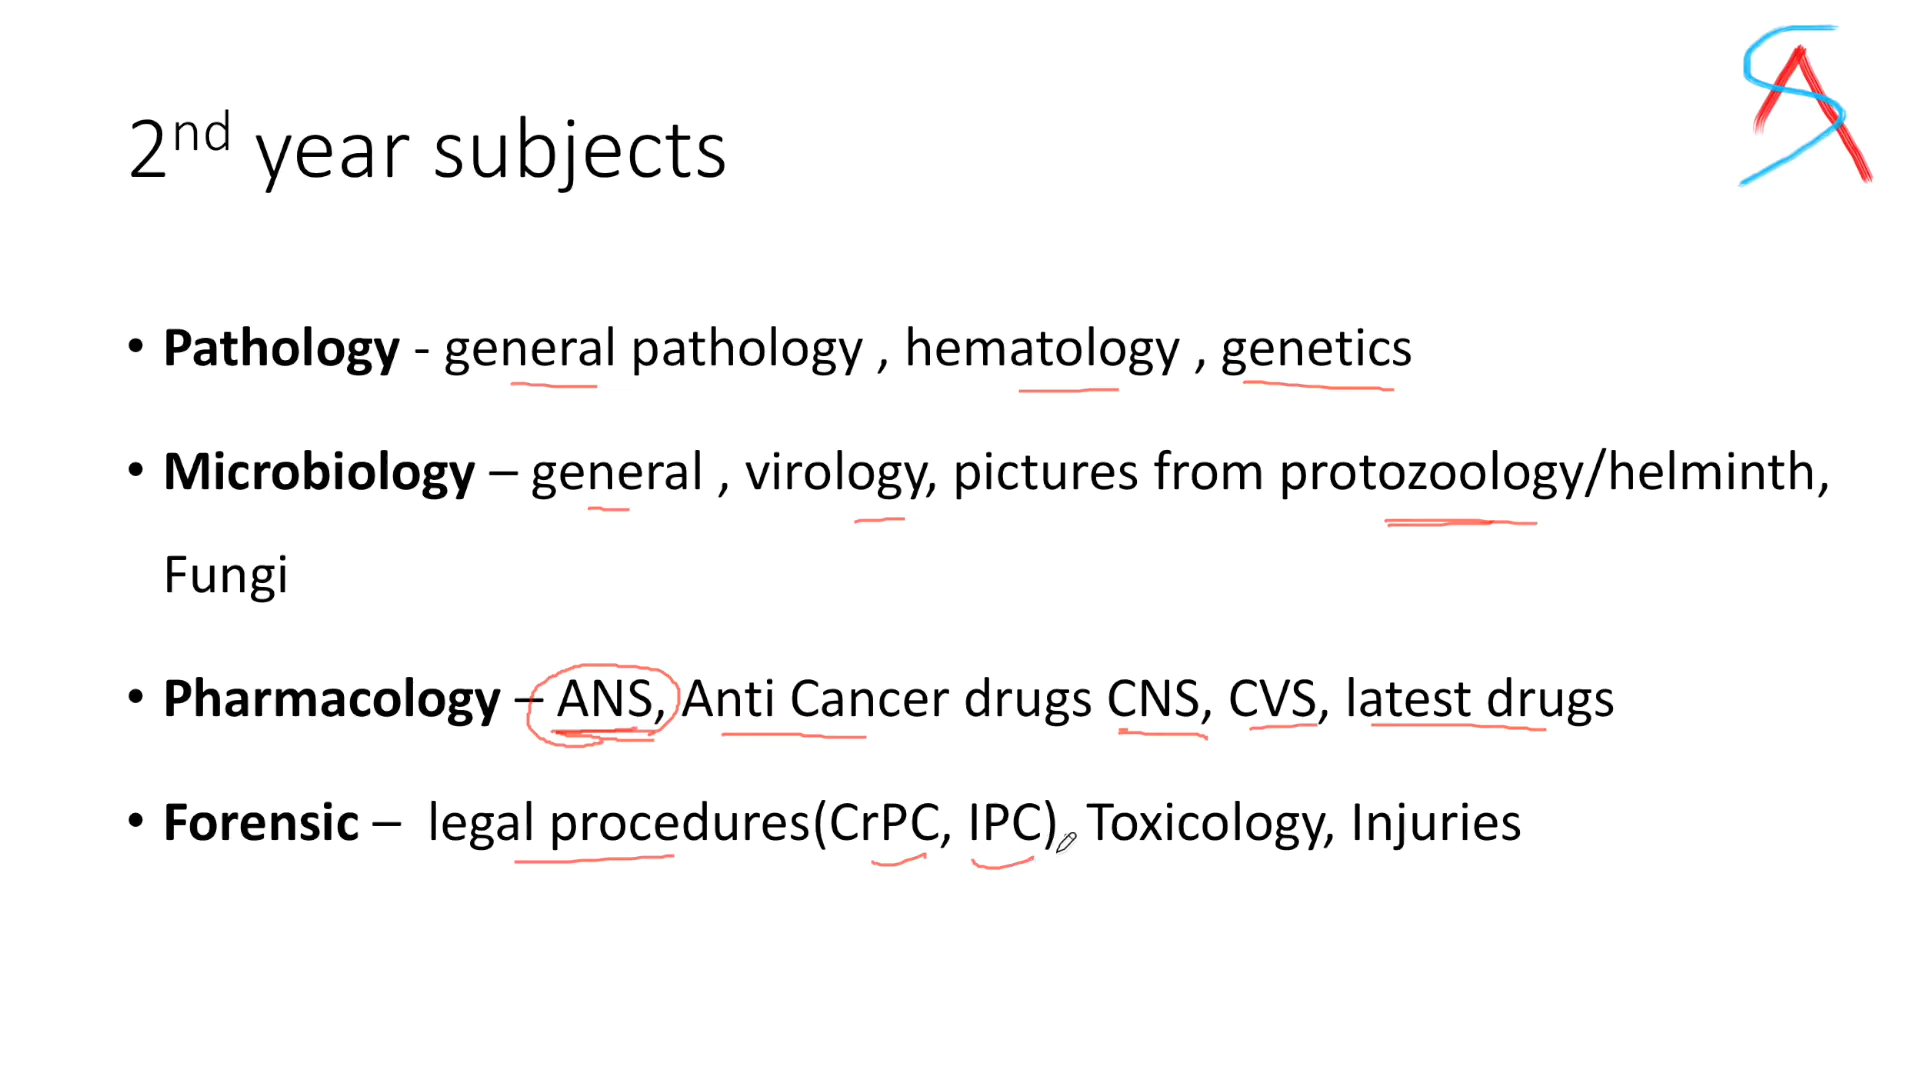 2nd year subjects
• Pathology - general pathology , hematology , genetics
• Microbiology – general , virology, pictures from protozoology/helminth,
Fungi
• Pharmacology – ANS, Anti Cancer drugs CNS, CVS, latest drugs
• Forensic – legal procedures(CrPC, IPC), Toxicology, Injuries